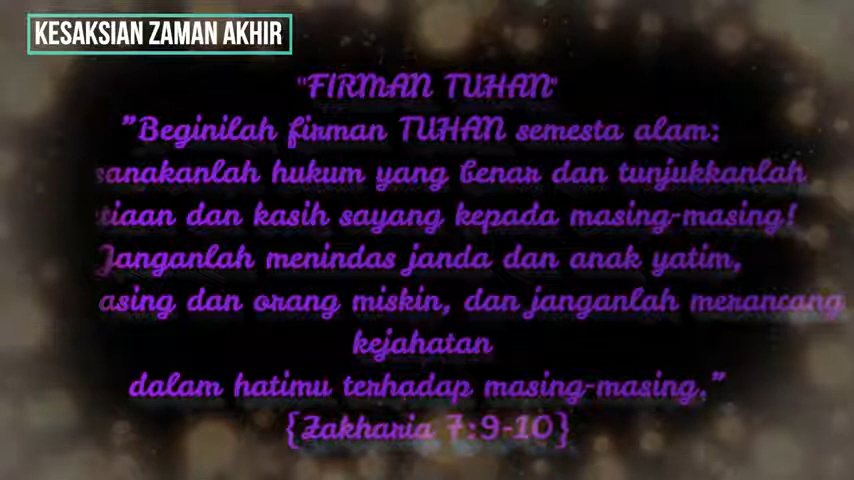 KESAKSIAN ZAMAN AKHIR
"FIRMAN TUHAN"
"Beginilah firman TUHAN semesta alam:
sanakanlah hukum yang benar dan tunjukkanlah
tiaan dan kasih sayang kepada masing-masing!
Janganlah menindas janda dan anak yatim,
asing dan orang miskin, dan janganlah merancang
kejahatan
dalam hatimu terhadap masing-masing."
{Zakharia 7:9-10}